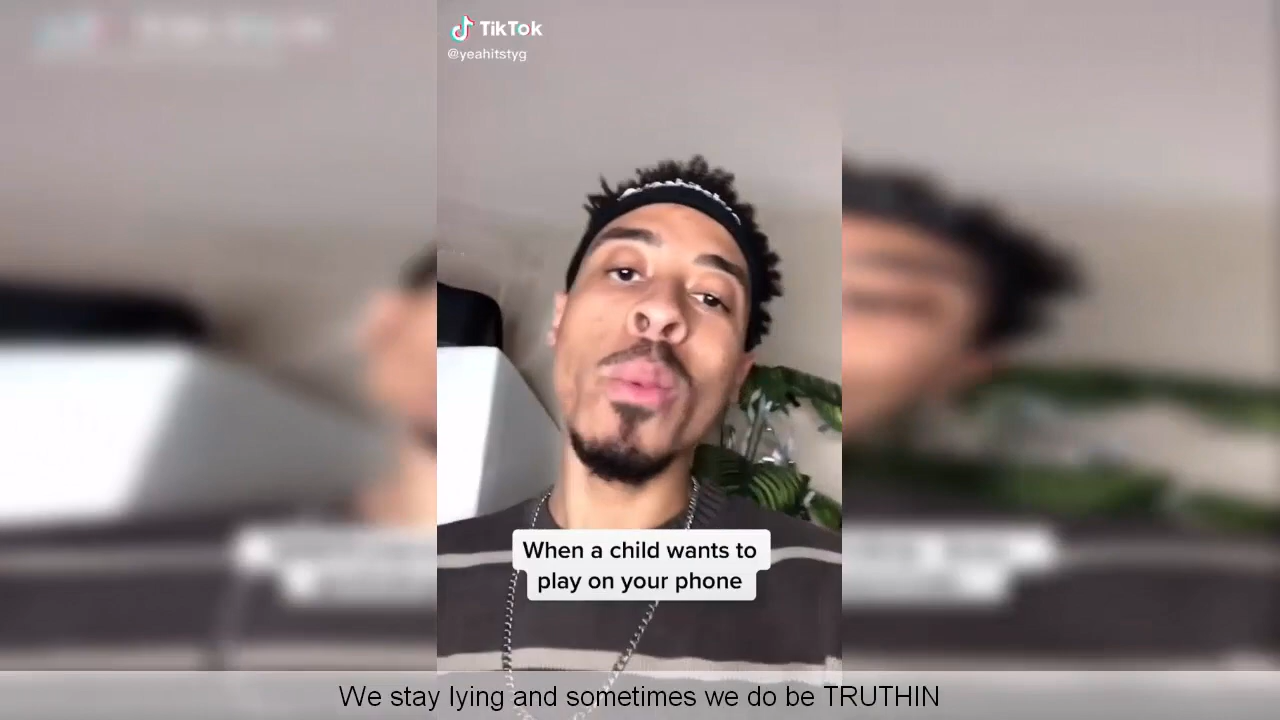 TikTok
@yeahitstyg
When a child wants to
play on your phone
We stay lying and sometimes we do be TRUTHIN